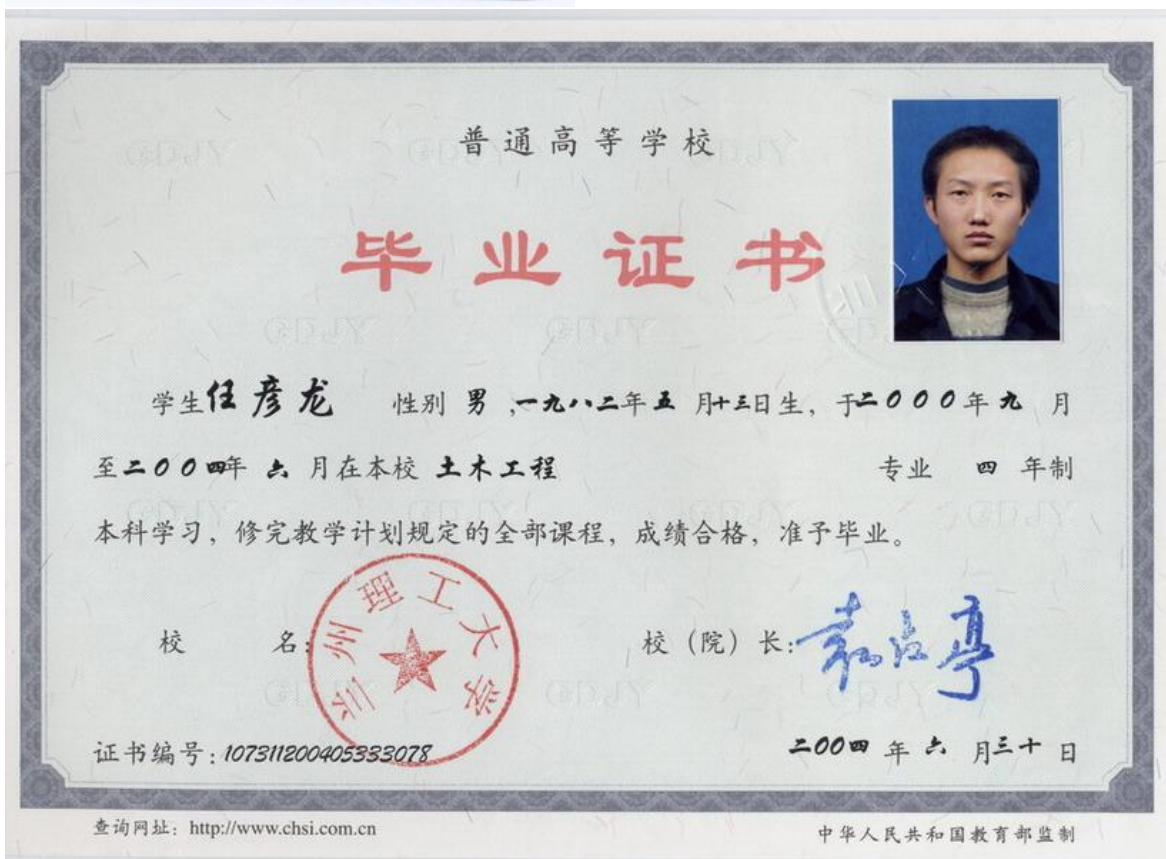 普通高等学校
毕业证书
学生任彦龙 性别 男 ,一九八二年五月十三日生，于二000年九月
至二00四年 六 月在本校 土木工程 专业 四 年制
本科学习，修完教学计划规定的全部课程，成绩合格，准予毕业。
兰州理工大学
校 名: 校（院）长: 袁占亭
证书编号: 107311200405333078 二00四 年 六 月三十 日
查询网址: http://www.chsi.com.cn 中华人民共和国教育部监制